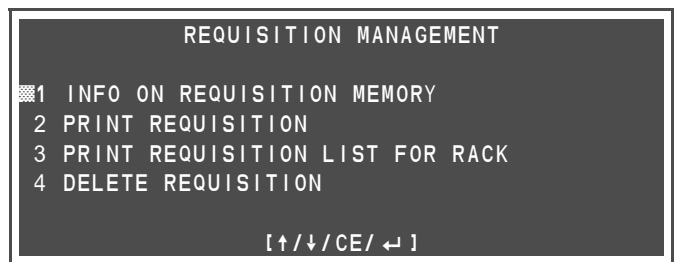 REQUISITION MANAGEMENT
1 INFO ON REQUISITION MEMORY
2 PRINT REQUISITION
3 PRINT REQUISITION LIST FOR RACK
4 DELETE REQUISITION
[↑/↓/CE/ ↵ ]